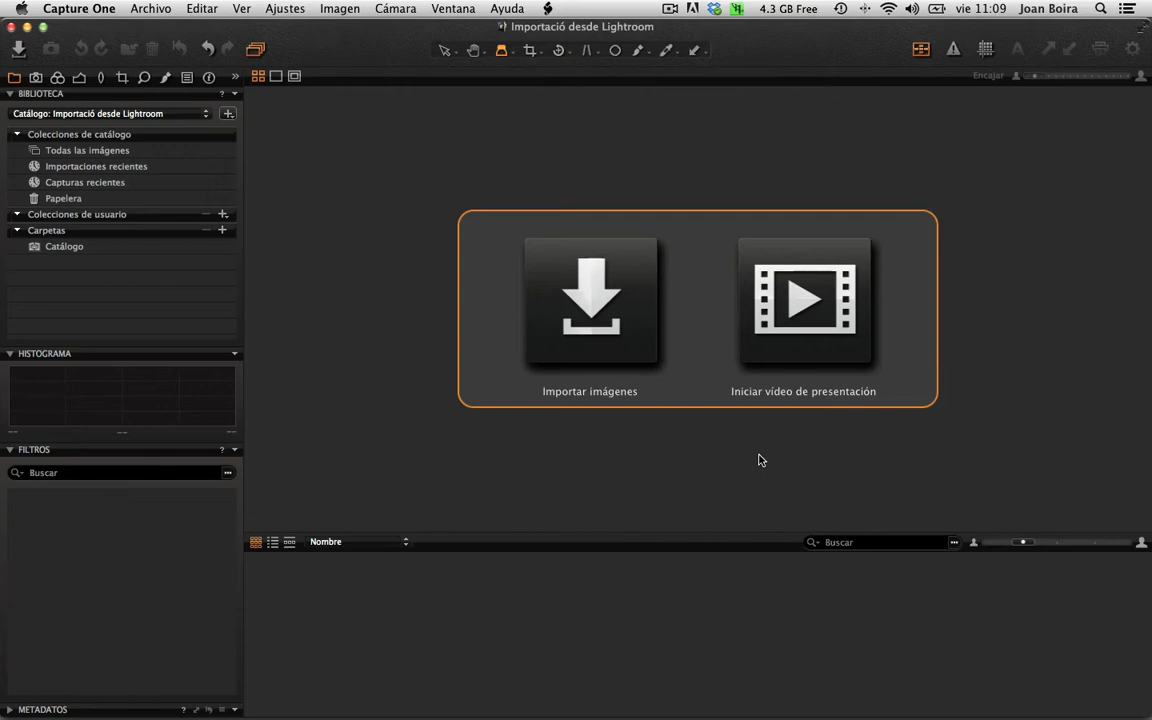 Capture One Archivo Editar Ver Ajustes Imagen Cámara Ventana Ayuda 4.3 GB Free vie 11:09 Joan Boira
Importació desde Lightroom
Encajar
BIBLIOTECA ?
Catálogo: Importació desde Lightroom
Colecciones de catálogo
Todas las imágenes
Importaciones recientes
Capturas recientes
Papelera
Colecciones de usuario
Carpetas
Catálogo
Importar imágenes
Iniciar vídeo de presentación
HISTOGRAMA
-- -- --
FILTROS ?
Buscar
Nombre
Buscar
METADATOS ?